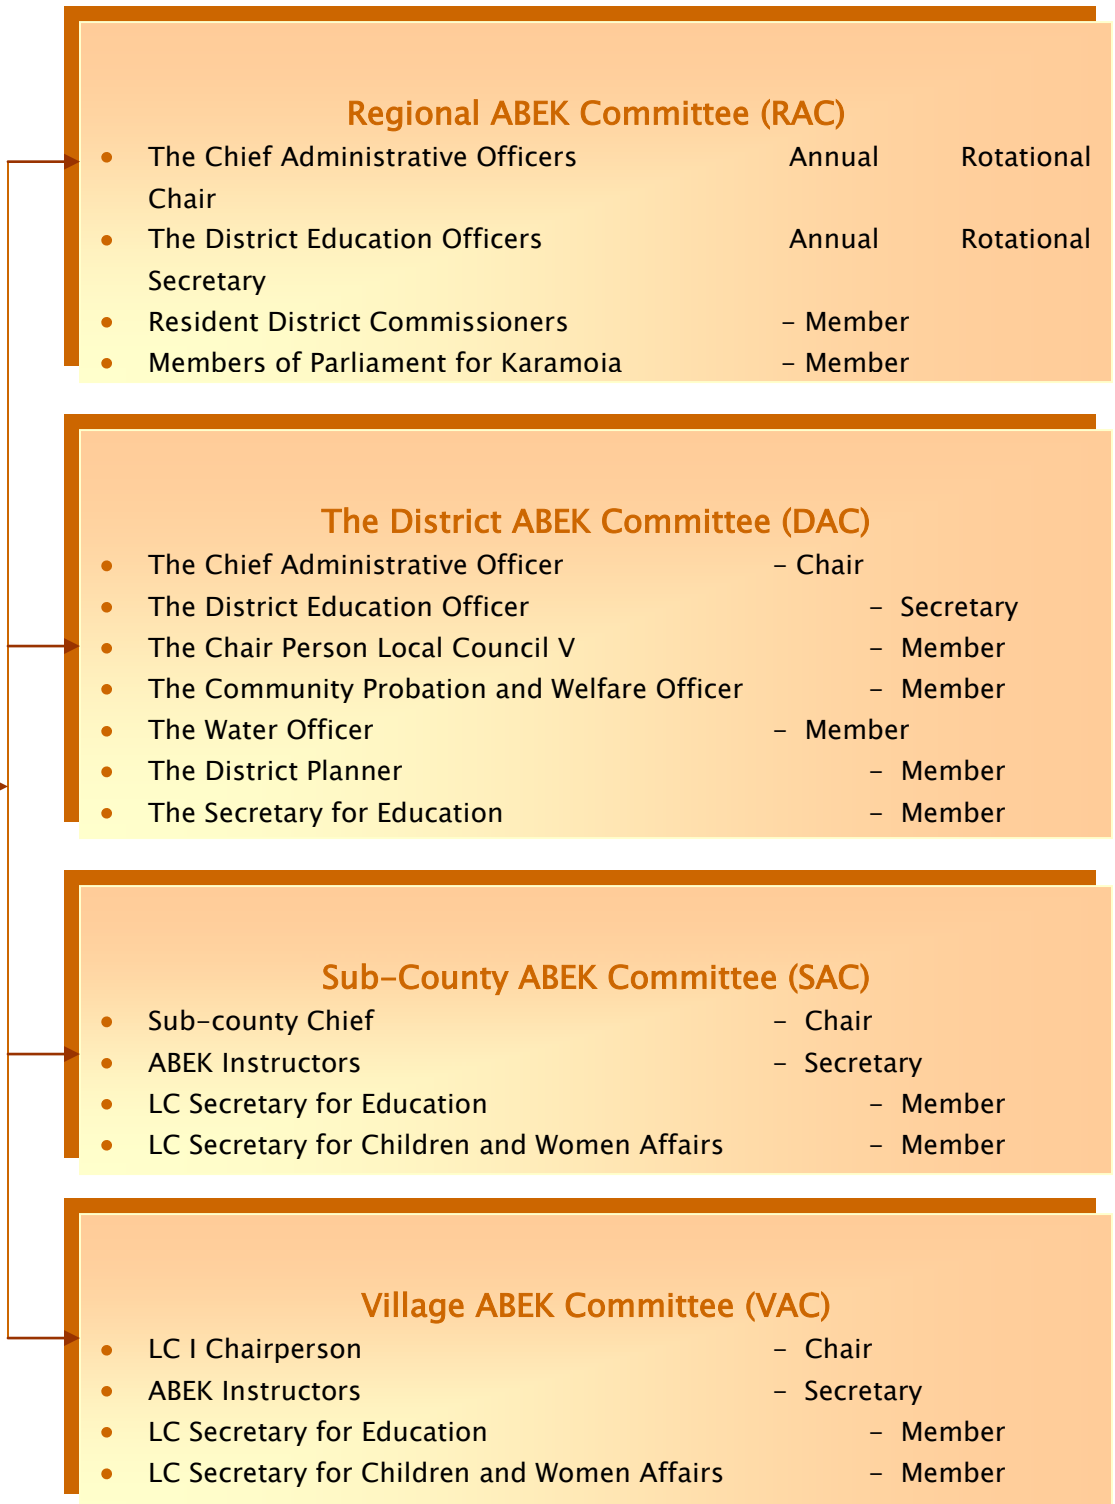 Regional ABEK Committee (RAC)
• The Chief Administrative Officers Annual Rotational
Chair
• The District Education Officers Annual Rotational
Secretary
• Resident District Commissioners – Member
• Members of Parliament for Karamoia – Member
The District ABEK Committee (DAC)
• The Chief Administrative Officer – Chair
• The District Education Officer – Secretary
• The Chair Person Local Council V – Member
• The Community Probation and Welfare Officer – Member
• The Water Officer – Member
• The District Planner – Member
• The Secretary for Education – Member
Sub–County ABEK Committee (SAC)
• Sub–county Chief – Chair
• ABEK Instructors – Secretary
• LC Secretary for Education – Member
• LC Secretary for Children and Women Affairs – Member
Village ABEK Committee (VAC)
• LC I Chairperson – Chair
• ABEK Instructors – Secretary
• LC Secretary for Education – Member
• LC Secretary for Children and Women Affairs – Member